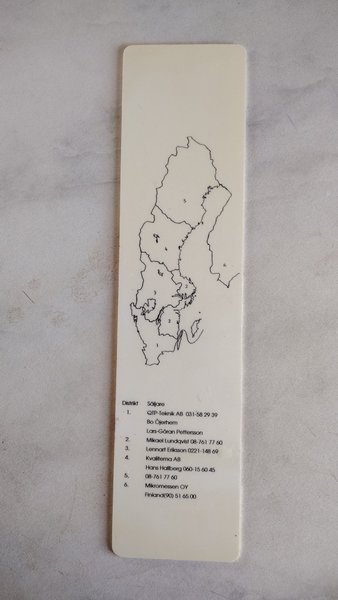 Distrikt Säljare
1. QTP-Teknik AB 031-58 29 39
Bo Öjerhem
Lars-Göran Pettersson
2. Mikael Lundqvist 08-761 77 60
3. Lennart Eriksson 0221-148 69
4. Kvalitema AB
Hans Hallberg 060-15 60 45
5. 08-761 77 60
6. Mikromessen OY
Finland(90) 51 65 00